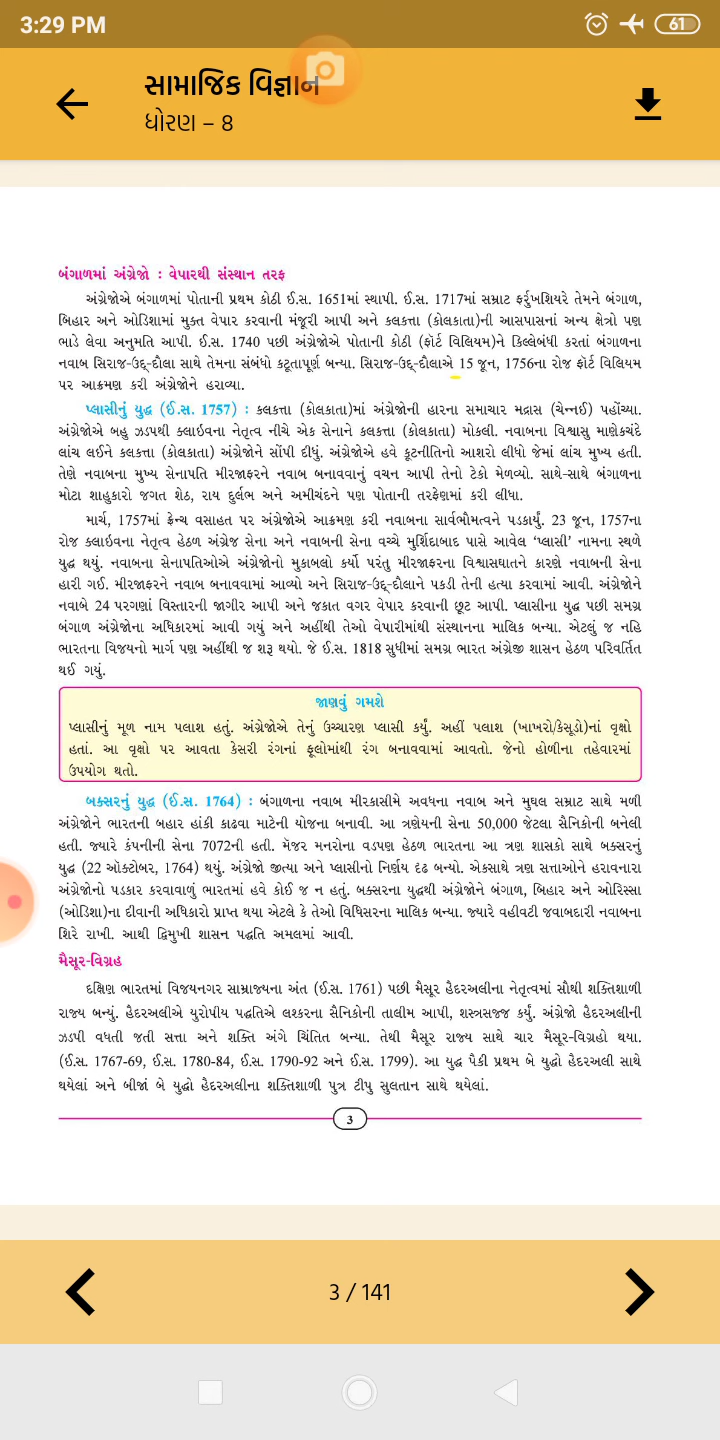 3:29 PM
61
સામાજિક વિજ્ઞાન
ધોરણ – 8
બંગાળમાં અંગ્રેજો : વેપારથી સંસ્થાન તરફ
અંગ્રેજોએ બંગાળમાં પોતાની પ્રથમ કોઠી ઈ.સ. 1651માં સ્થાપી. ઈ.સ. 1717માં સમ્રાટ ફર્રુખશિયરે તેમને બંગાળ,
બિહાર અને ઓડિશામાં મુક્ત વેપાર કરવાની મંજૂરી આપી અને કલકત્તા (કોલકાતા)ની આસપાસનાં અન્ય ક્ષેત્રો પણ
ભાડે લેવા અનુમતિ આપી. ઈ.સ. 1740 પછી અંગ્રેજોએ પોતાની કોઠી (ફૉર્ટ વિલિયમ)ને કિલ્લેબંધી કરતાં બંગાળના
નવાબ સિરાજ-ઉદ્-દૌલા સાથે તેમના સંબંધો કટૂતાપૂર્ણ બન્યા. સિરાજ-ઉદ્-દૌલાએ 15 જૂન, 1756ના રોજ ફૉર્ટ વિલિયમ
પર આક્રમણ કરી અંગ્રેજોને હરાવ્યા.
પ્લાસીનું યુદ્ધ (ઈ.સ. 1757) : કલકત્તા (કોલકાતા)માં અંગ્રેજોની હારના સમાચાર મદ્રાસ (ચેન્નઈ) પહોંચ્યા.
અંગ્રેજોએ બહુ ઝડપથી ક્લાઇવના નેતૃત્વ નીચે એક સેનાને કલકત્તા (કોલકાતા) મોકલી. નવાબના વિશ્વાસુ માણેકચંદે
લાંચ લઈને કલકત્તા (કોલકાતા) અંગ્રેજોને સોંપી દીધું. અંગ્રેજોએ હવે કૂટનીતિનો આશરો લીધો જેમાં લાંચ મુખ્ય હતી.
તેણે નવાબના મુખ્ય સેનાપતિ મીરજાફરને નવાબ બનાવવાનું વચન આપી તેનો ટેકો મેળવ્યો. સાથે-સાથે બંગાળના
મોટા શાહુકારો જગત શેઠ, રાય દુર્લભ અને અમીચંદને પણ પોતાની તરફેણમાં કરી લીધા.
માર્ચ, 1757માં ફ્રેન્ચ વસાહત પર અંગ્રેજોએ આક્રમણ કરી નવાબના સાર્વભૌમત્વને પડકાર્યું. 23 જૂન, 1757ના
રોજ ક્લાઇવના નેતૃત્વ હેઠળ અંગ્રેજ સેના અને નવાબની સેના વચ્ચે મુર્શિદાબાદ પાસે આવેલ ‘પ્લાસી’ નામના સ્થળે
યુદ્ધ થયું. નવાબના સેનાપતિઓએ અંગ્રેજોનો મુકાબલો કર્યો પરંતુ મીરજાફરના વિશ્વાસઘાતને કારણે નવાબની સેના
હારી ગઈ. મીરજાફરને નવાબ બનાવવામાં આવ્યો અને સિરાજ-ઉદ્-દૌલાને પકડી તેની હત્યા કરવામાં આવી. અંગ્રેજોને
નવાબે 24 પરગણાં વિસ્તારની જાગીર આપી અને જકાત વગર વેપાર કરવાની છૂટ આપી. પ્લાસીના યુદ્ધ પછી સમગ્ર
બંગાળ અંગ્રેજોના અધિકારમાં આવી ગયું અને અહીંથી તેઓ વેપારીમાંથી સંસ્થાનના માલિક બન્યા. એટલું જ નહિ
ભારતના વિજયનો માર્ગ પણ અહીંથી જ શરૂ થયો. જે ઈ.સ. 1818 સુધીમાં સમગ્ર ભારત અંગ્રેજી શાસન હેઠળ પરિવર્તિત
થઈ ગયું.
જાણવું ગમશે
પ્લાસીનું મૂળ નામ પલાશ હતું. અંગ્રેજોએ તેનું ઉચ્ચારણ પ્લાસી કર્યું. અહીં પલાશ (ખાખરો/કેસૂડો)નાં વૃક્ષો
હતાં. આ વૃક્ષો પર આવતા કેસરી રંગનાં ફૂલોમાંથી રંગ બનાવવામાં આવતો. જેનો હોળીના તહેવારમાં
ઉપયોગ થતો.
બક્સરનું યુદ્ધ (ઈ.સ. 1764) : બંગાળના નવાબ મીરકાસીમે અવધના નવાબ અને મુઘલ સમ્રાટ સાથે મળી
અંગ્રેજોને ભારતની બહાર હાંકી કાઢવા માટેની યોજના બનાવી. આ ત્રણેયની સેના 50,000 જેટલા સૈનિકોની બનેલી
હતી. જ્યારે કંપનીની સેના 7072ની હતી. મૅજર મનરોના વડપણ હેઠળ ભારતના આ ત્રણ શાસકો સાથે બક્સરનું
યુદ્ધ (22 ઑક્ટોબર, 1764) થયું. અંગ્રેજો જીત્યા અને પ્લાસીનો નિર્ણય દૃઢ બન્યો. એકસાથે ત્રણ સત્તાઓને હરાવનારા
અંગ્રેજોનો પડકાર કરવાવાળું ભારતમાં હવે કોઈ જ ન હતું. બક્સરના યુદ્ધથી અંગ્રેજોને બંગાળ, બિહાર અને ઓરિસ્સા
(ઓડિશા)ના દીવાની અધિકારો પ્રાપ્ત થયા એટલે કે તેઓ વિધિસરના માલિક બન્યા. જ્યારે વહીવટી જવાબદારી નવાબના
શિરે રાખી. આથી દ્વિમુખી શાસન પદ્ધતિ અમલમાં આવી.
મૈસૂર-વિગ્રહ
દક્ષિણ ભારતમાં વિજયનગર સામ્રાજ્યના અંત (ઈ.સ. 1761) પછી મૈસૂર હૈદરઅલીના નેતૃત્વમાં સૌથી શક્તિશાળી
રાજ્ય બન્યું. હૈદરઅલીએ યુરોપીય પદ્ધતિએ લશ્કરના સૈનિકોની તાલીમ આપી, શસ્ત્રસજ્જ કર્યું. અંગ્રેજો હૈદરઅલીની
ઝડપી વધતી જતી સત્તા અને શક્તિ અંગે ચિંતિત બન્યા. તેથી મૈસૂર રાજ્ય સાથે ચાર મૈસૂર-વિગ્રહો થયા.
(ઈ.સ. 1767-69, ઈ.સ. 1780-84, ઈ.સ. 1790-92 અને ઈ.સ. 1799). આ યુદ્ધ પૈકી પ્રથમ બે યુદ્ધો હૈદરઅલી સાથે
થયેલાં અને બીજાં બે યુદ્ધો હૈદરઅલીના શક્તિશાળી પુત્ર ટીપુ સુલતાન સાથે થયેલાં.
3
3 / 141